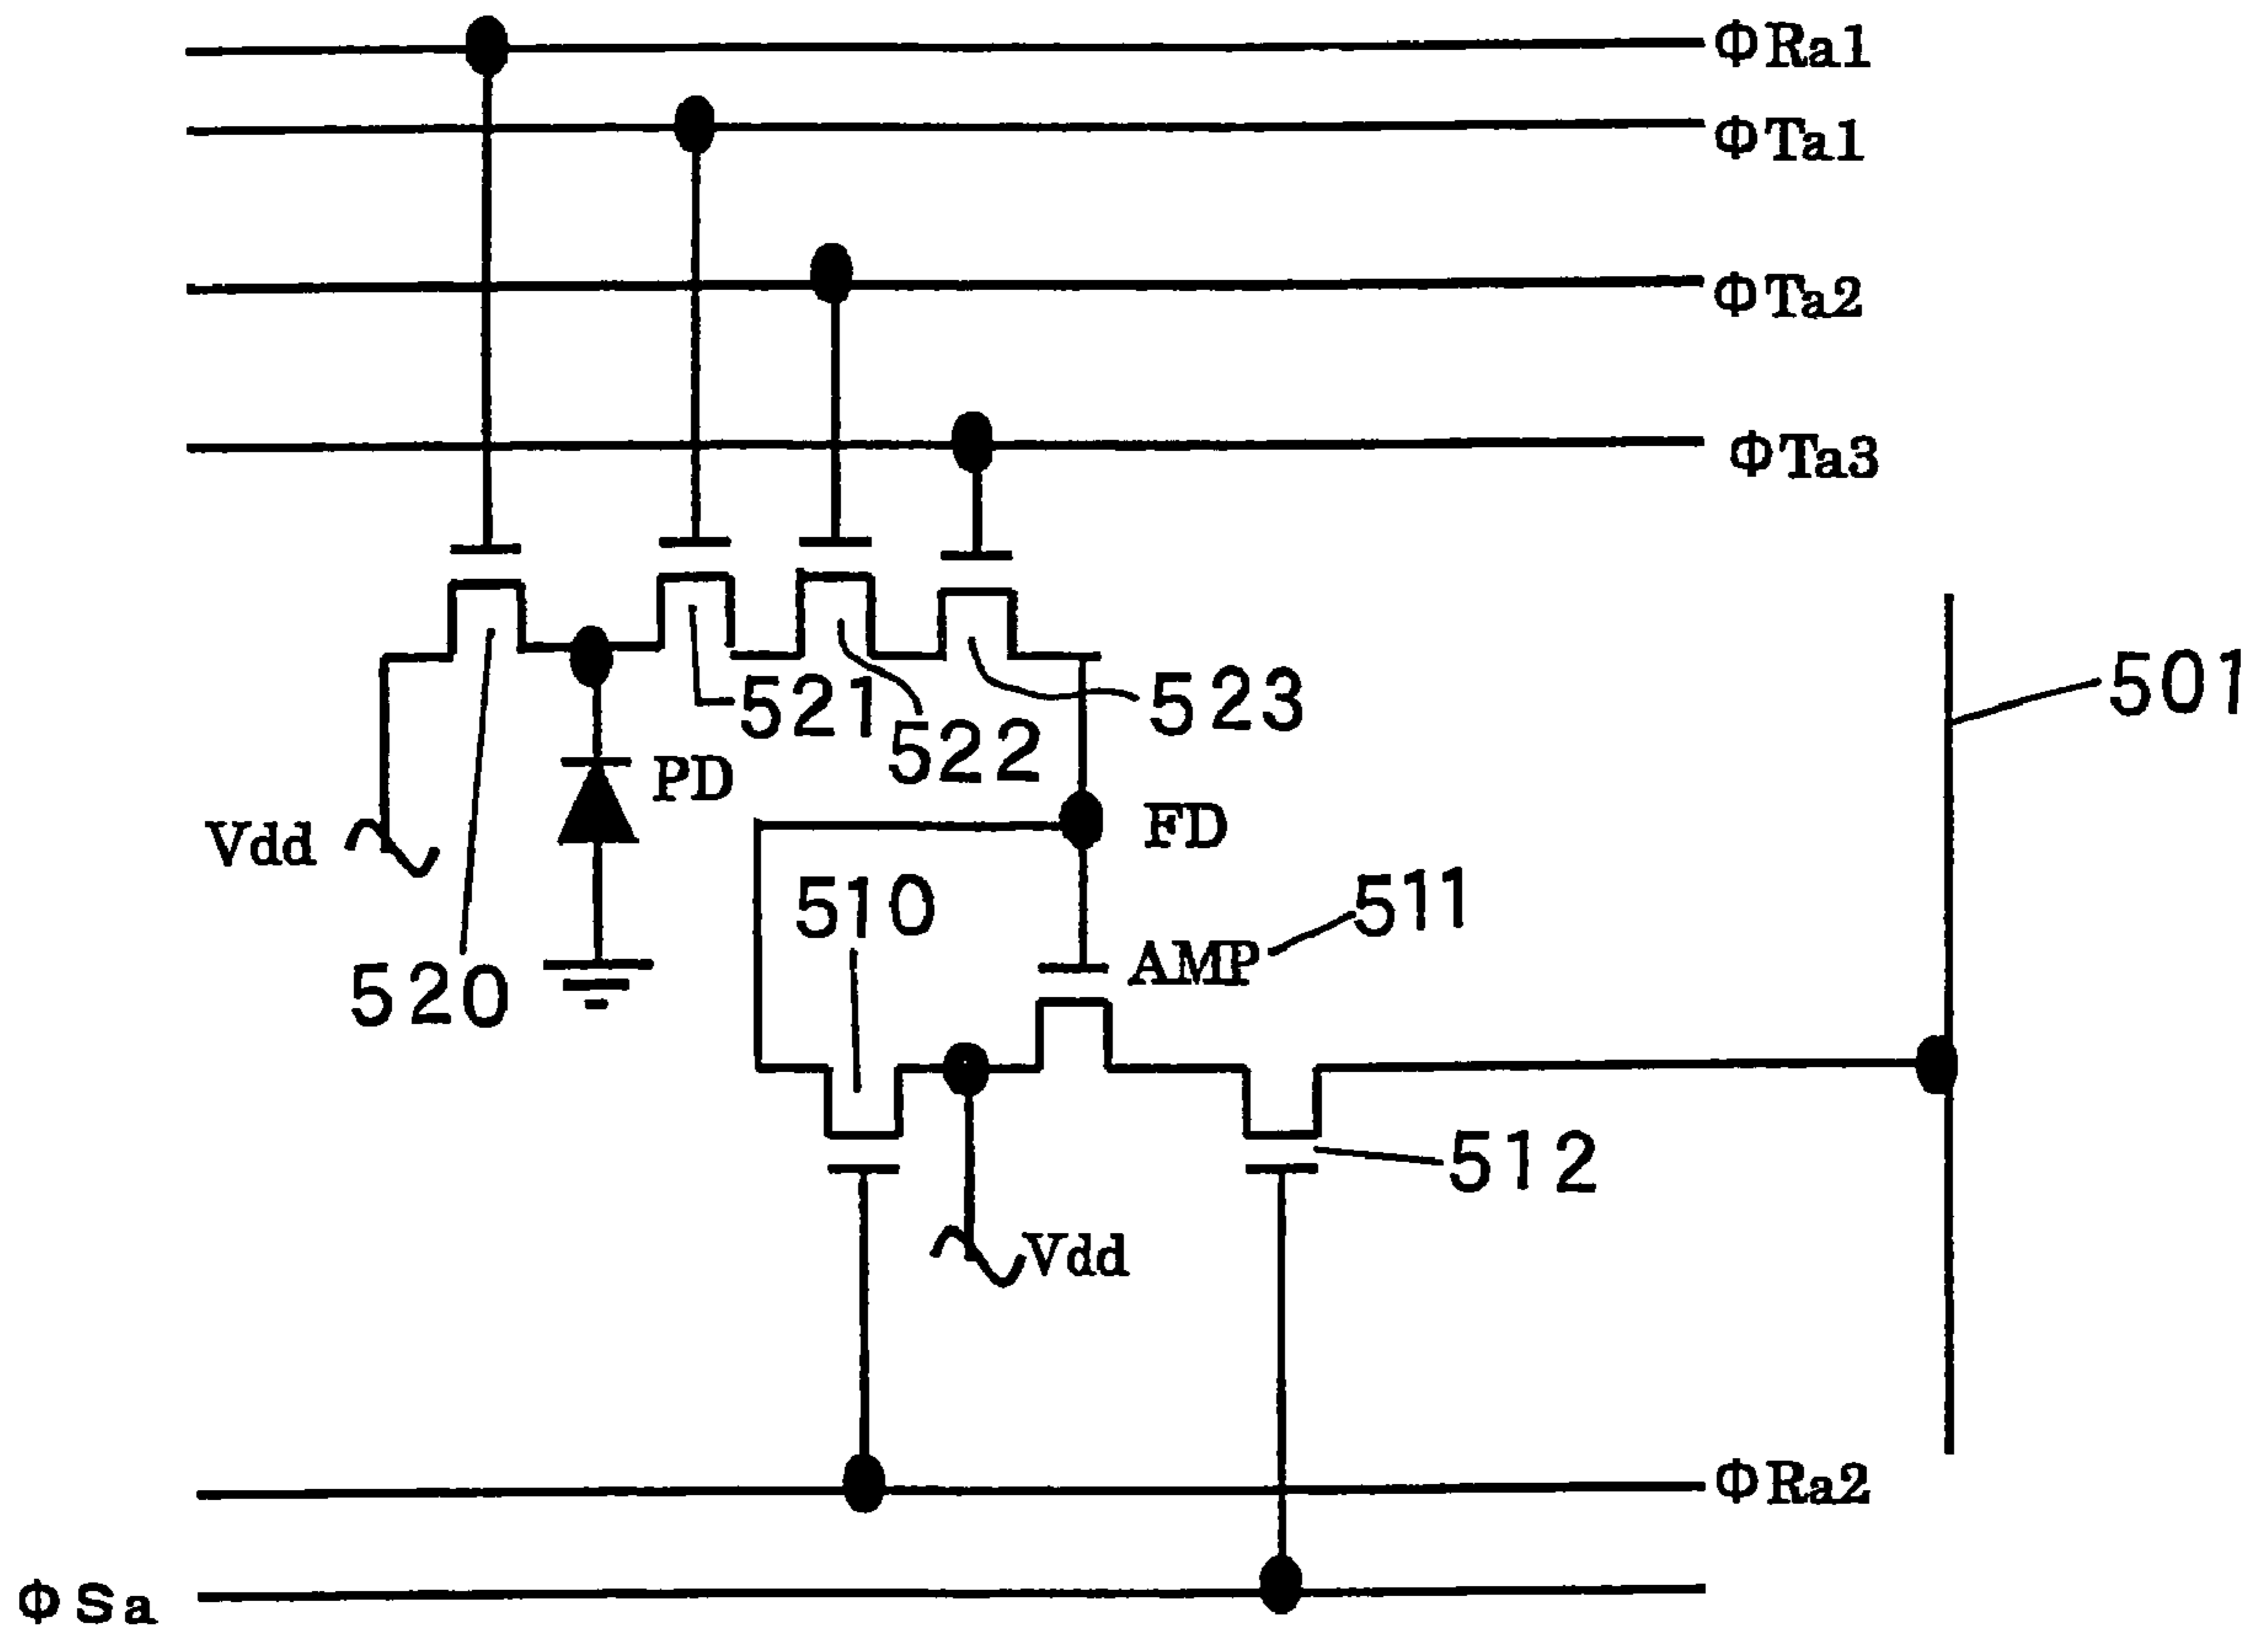 ΦRa1
ΦTa1
ΦTa2
ΦTa3
501
521
522
523
PD
Vdd
FD
510
511
AMP
520
512
Vdd
ΦRa2
ΦSa